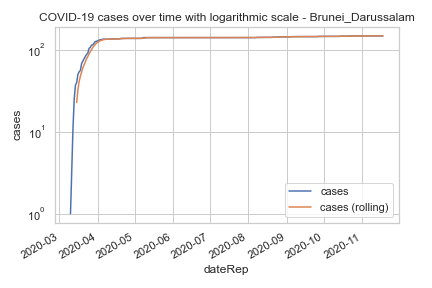 COVID-19 cases over time with logarithmic scale - Brunei_Darussalam
10²
10¹
10⁰
cases
cases
cases (rolling)
2020-03
2020-04
2020-05
2020-06
2020-07
2020-08
2020-09
2020-10
2020-11
dateRep